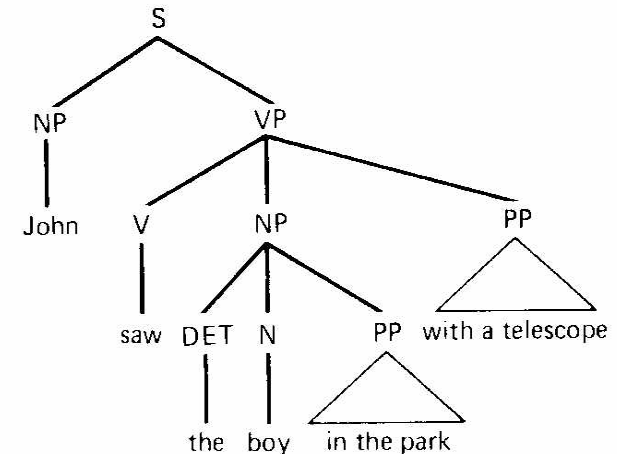 S
NP VP
John V NP PP
saw DET N PP with a telescope
the boy in the park